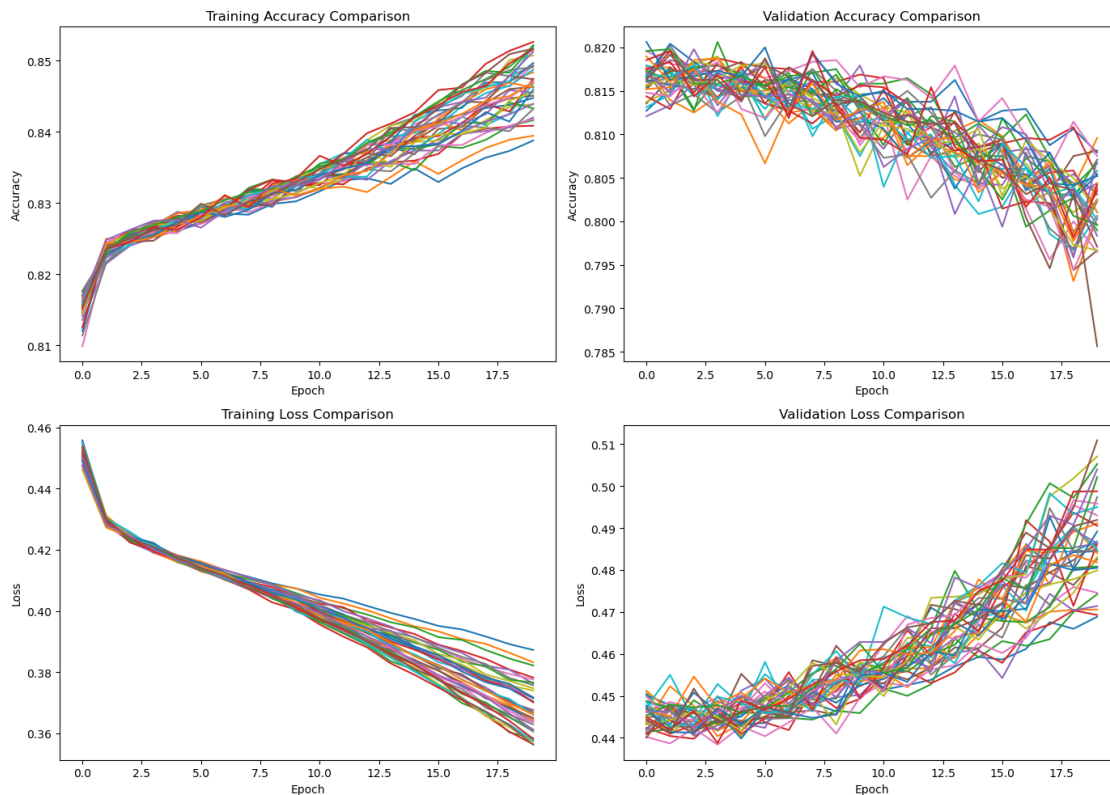 Training Accuracy Comparison
Accuracy
0.85
0.84
0.83
0.82
0.81
0.0 2.5 5.0 7.5 10.0 12.5 15.0 17.5
Epoch
Validation Accuracy Comparison
Accuracy
0.820
0.815
0.810
0.805
0.800
0.795
0.790
0.785
0.0 2.5 5.0 7.5 10.0 12.5 15.0 17.5
Epoch
Training Loss Comparison
Loss
0.46
0.44
0.42
0.40
0.38
0.36
0.0 2.5 5.0 7.5 10.0 12.5 15.0 17.5
Epoch
Validation Loss Comparison
Loss
0.51
0.50
0.49
0.48
0.47
0.46
0.45
0.44
0.0 2.5 5.0 7.5 10.0 12.5 15.0 17.5
Epoch